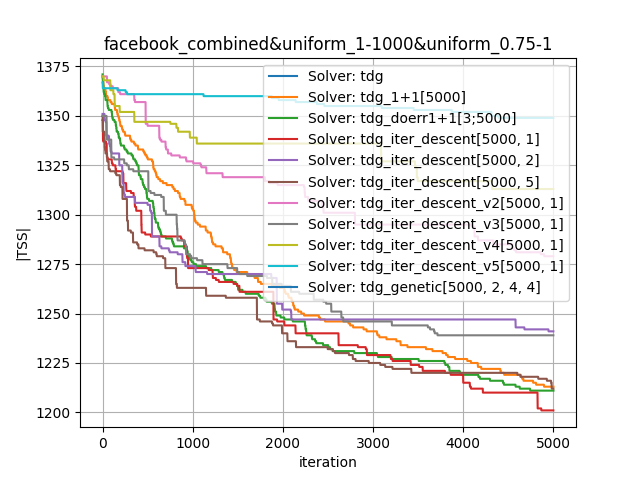 facebook_combined&uniform_1-1000&uniform_0.75-1
|TSS|
1375
1350
1325
1300
1275
1250
1225
1200
Solver: tdg
Solver: tdg_1+1[5000]
Solver: tdg_doerr1+1[3;5000]
Solver: tdg_iter_descent[5000, 1]
Solver: tdg_iter_descent[5000, 2]
Solver: tdg_iter_descent[5000, 5]
Solver: tdg_iter_descent_v2[5000, 1]
Solver: tdg_iter_descent_v3[5000, 1]
Solver: tdg_iter_descent_v4[5000, 1]
Solver: tdg_iter_descent_v5[5000, 1]
Solver: tdg_genetic[5000, 2, 4, 4]
0 1000 2000 3000 4000 5000
iteration